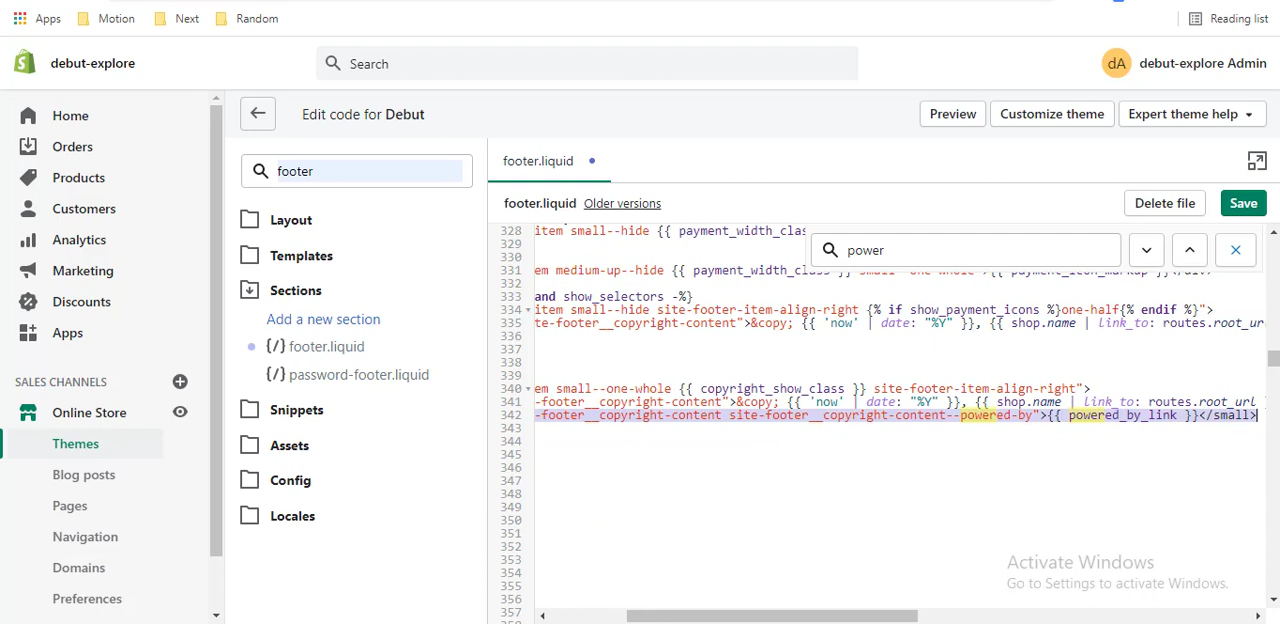 Apps Motion Next Random Reading list
debut-explore Search dA debut-explore Admin
Home
Orders
Products
Customers
Analytics
Marketing
Discounts
Apps
SALES CHANNELS
Online Store
Themes
Blog posts
Pages
Navigation
Domains
Preferences
Edit code for Debut
Preview Customize theme Expert theme help
footer
Layout
Templates
Sections
Add a new section
{/} footer.liquid
{/} password-footer.liquid
Snippets
Assets
Config
Locales
footer.liquid
footer.liquid Older versions Delete file Save
power
328 item small--hide {{ payment_width_clas
329
330
331 em medium-up--hide {{ payment_width_class }} small--one-whole">{{ payment_icon_markup }}</div>
332
333 and show_selectors -%}
334 item small--hide site-footer-item-align-right {% if show_payment_icons %}one-half{% endif %}">
335 te-footer__copyright-content">&copy; {{ 'now' | date: "%Y" }}, {{ shop.name | link_to: routes.root_ur
336
337
338
339
340 em small--one-whole {{ copyright_show_class }} site-footer-item-align-right">
341 -footer__copyright-content">&copy; {{ 'now' | date: "%Y" }}, {{ shop.name | link_to: routes.root_url
342 -footer__copyright-content site-footer__copyright-content--powered-by">{{ powered_by_link }}</small>
343
344
345
346
347
348
349
350
351
352
353
354
355
356
357
Activate Windows
Go to Settings to activate Windows.